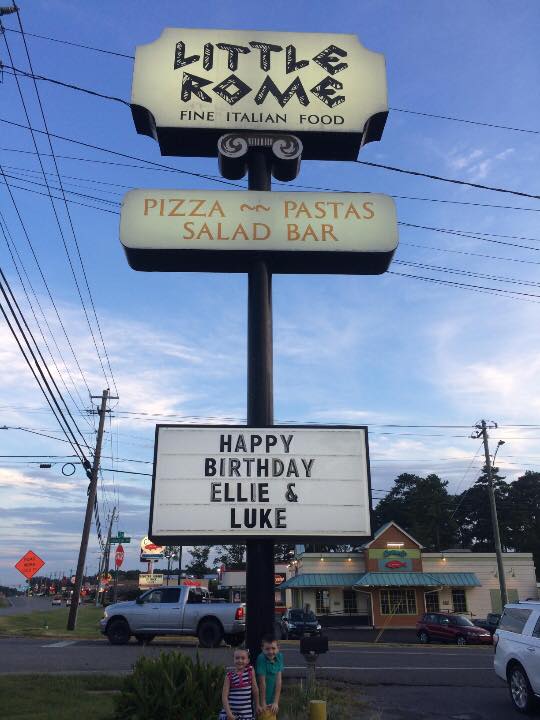 LITTLE
ROME
FINE ITALIAN FOOD
PIZZA ~~ PASTAS
SALAD BAR
HAPPY
BIRTHDAY
ELLIE &
LUKE